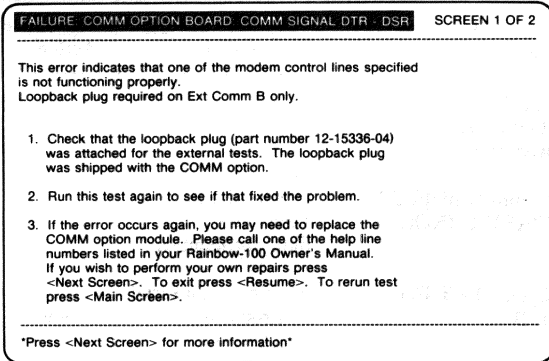 FAILURE: COMM OPTION BOARD: COMM SIGNAL DTR - DSR SCREEN 1 OF 2
This error indicates that one of the modem control lines specified
is not functioning properly.
Loopback plug required on Ext Comm B only.
1. Check that the loopback plug (part number 12-15336-04)
was attached for the external tests. The loopback plug
was shipped with the COMM option.
2. Run this test again to see if that fixed the problem.
3. If the error occurs again, you may need to replace the
COMM option module. Please call one of the help line
numbers listed in your Rainbow-100 Owner's Manual.
If you wish to perform your own repairs press
<Next Screen>. To exit press <Resume>. To rerun test
press <Main Screen>.
*Press <Next Screen> for more information*